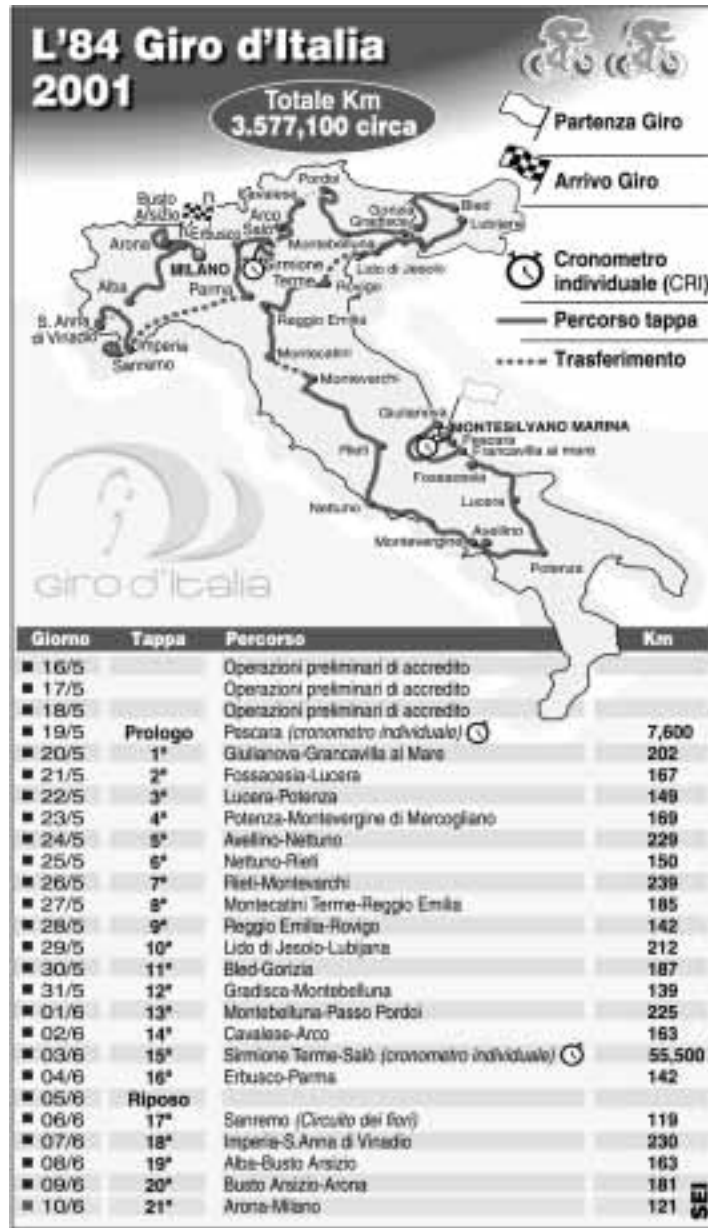 L'84 Giro d'Italia
2001
Totale Km
3.577,100 circa
Partenza Giro
Arrivo Giro
Cronometro
individuale (CRI)
Percorso tappa
Trasferimento
Pordoi
Cavalese
Busto
Arsizio
Arco
Salò
Gorizia
Gradisca
Bled
Lubiana
Arona
Erbusco
Montebelluna
MILANO
Sirmione
Terme
Lido di Jesolo
Rovigo
Alba
Parma
Reggio Emilia
S. Anna
di Vinadio
Imperia
Sanremo
Montecatini
Montevarchi
Giulianova
MONTESILVANO MARINA
Pescara
Francavilla al mare
Rieti
Fossacesia
Lucera
Nettuno
Avellino
Montevergine
Potenza
giro d'Italia
Giorno Tappa Percorso Km
16/5 Operazioni preliminari di accredito
17/5 Operazioni preliminari di accredito
18/5 Operazioni preliminari di accredito
19/5 Prologo Pescara (cronometro individuale) 7,600
20/5 1ª Giulianova-Grancavilla al Mare 202
21/5 2ª Fossacesia-Lucera 167
22/5 3ª Lucera-Potenza 149
23/5 4ª Potenza-Montevergine di Mercogliano 169
24/5 5ª Avellino-Nettuno 229
25/5 6ª Nettuno-Rieti 150
26/5 7ª Rieti-Montevarchi 239
27/5 8ª Montecatini Terme-Reggio Emilia 185
28/5 9ª Reggio Emilia-Rovigo 142
29/5 10ª Lido di Jesolo-Lubijana 212
30/5 11ª Bled-Gorizia 187
31/5 12ª Gradisca-Montebelluna 139
01/6 13ª Montebelluna-Passo Pordoi 225
02/6 14ª Cavalese-Arco 163
03/6 15ª Sirmione Terme-Salò (cronometro individuale) 55,500
04/6 16ª Erbusco-Parma 142
05/6 Riposo
06/6 17ª Sanremo (Circuito dei fiori) 119
07/6 18ª Imperia-S.Anna di Vinadio 230
08/6 19ª Alba-Busto Arsizio 163
09/6 20ª Busto Arsizio-Arona 181
10/6 21ª Arona-Milano 121
SEI